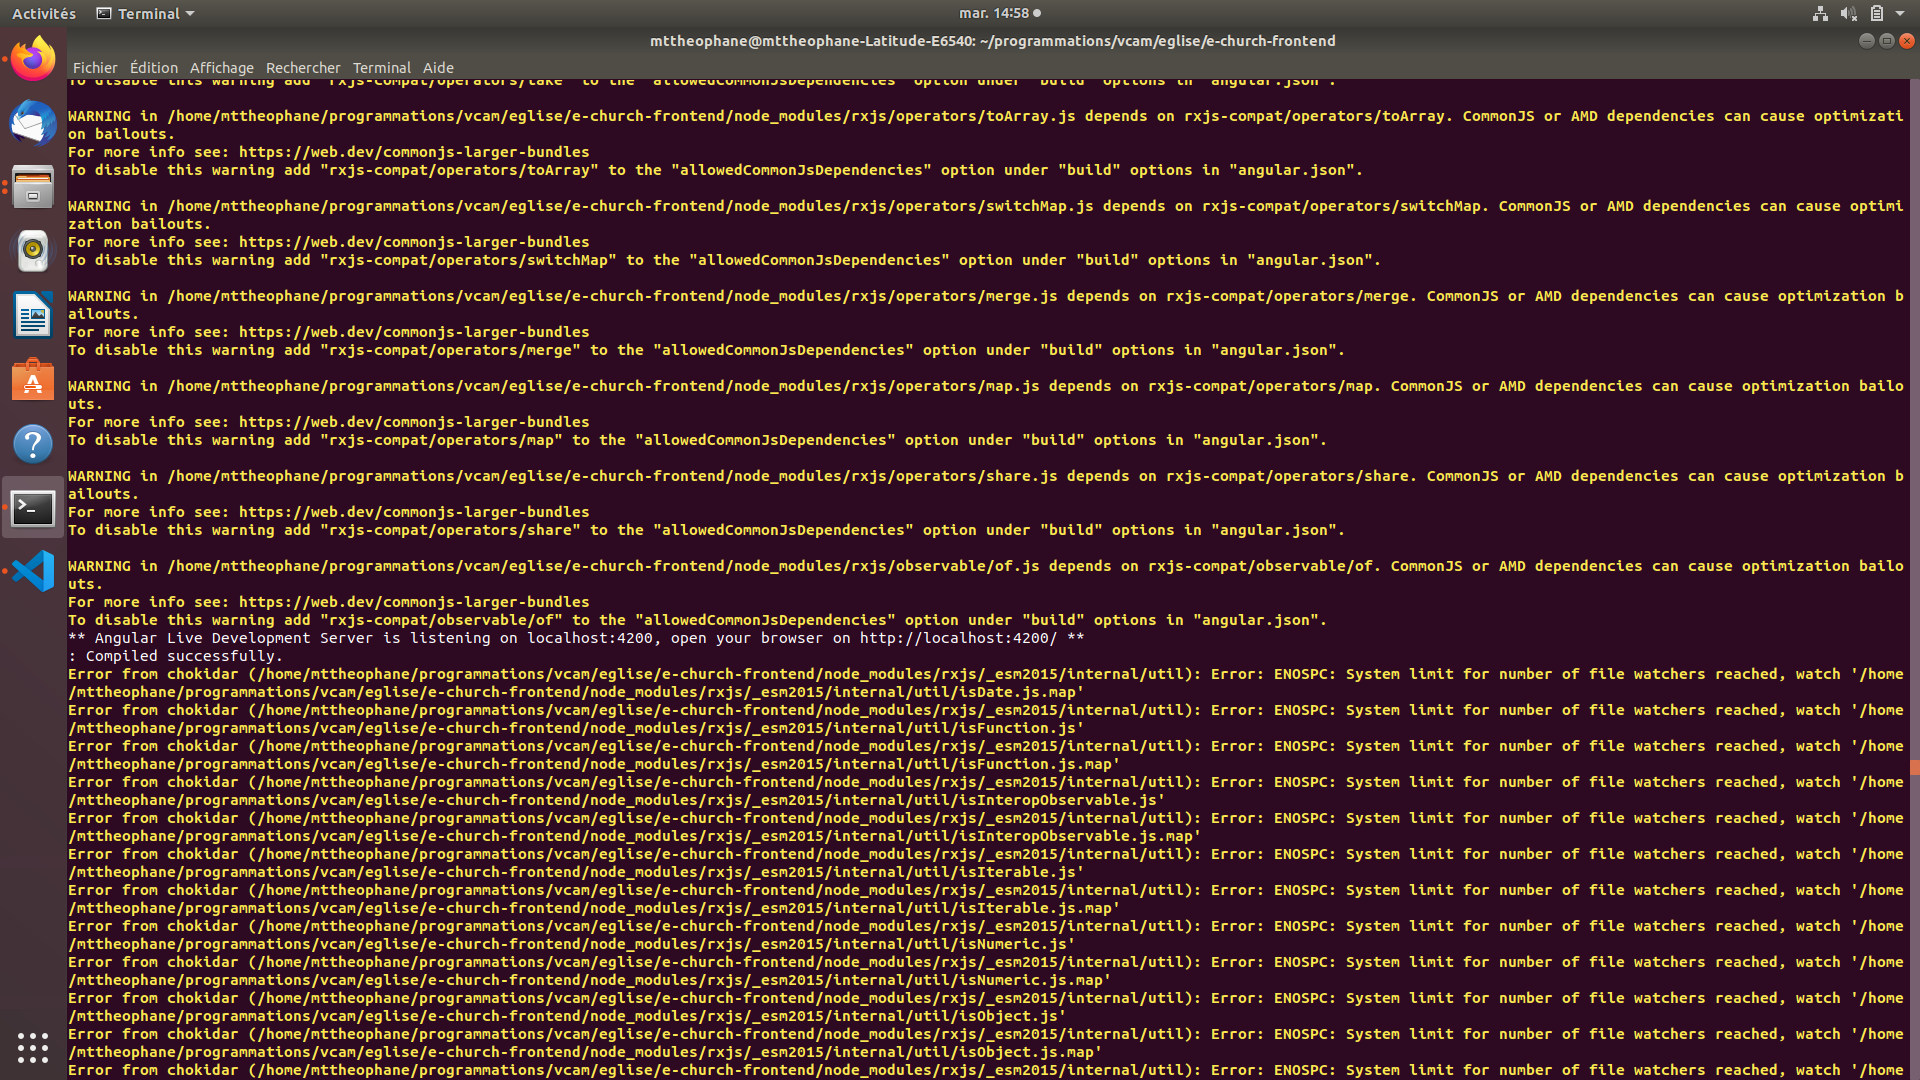 Activités
Terminal
mar. 14:58
mttheophane@mttheophane-Latitude-E6540: ~/programmations/vcam/eglise/e-church-frontend
Fichier Édition Affichage Rechercher Terminal Aide
To disable this warning add "rxjs-compat/operators/take" to the "allowedCommonJsDependencies" option under "build" options in "angular.json".
WARNING in /home/mttheophane/programmations/vcam/eglise/e-church-frontend/node_modules/rxjs/operators/toArray.js depends on rxjs-compat/operators/toArray. CommonJS or AMD dependencies can cause optimizati
on bailouts.
For more info see: https://web.dev/commonjs-larger-bundles
To disable this warning add "rxjs-compat/operators/toArray" to the "allowedCommonJsDependencies" option under "build" options in "angular.json".
WARNING in /home/mttheophane/programmations/vcam/eglise/e-church-frontend/node_modules/rxjs/operators/switchMap.js depends on rxjs-compat/operators/switchMap. CommonJS or AMD dependencies can cause optimi
zation bailouts.
For more info see: https://web.dev/commonjs-larger-bundles
To disable this warning add "rxjs-compat/operators/switchMap" to the "allowedCommonJsDependencies" option under "build" options in "angular.json".
WARNING in /home/mttheophane/programmations/vcam/eglise/e-church-frontend/node_modules/rxjs/operators/merge.js depends on rxjs-compat/operators/merge. CommonJS or AMD dependencies can cause optimization b
ailouts.
For more info see: https://web.dev/commonjs-larger-bundles
To disable this warning add "rxjs-compat/operators/merge" to the "allowedCommonJsDependencies" option under "build" options in "angular.json".
WARNING in /home/mttheophane/programmations/vcam/eglise/e-church-frontend/node_modules/rxjs/operators/map.js depends on rxjs-compat/operators/map. CommonJS or AMD dependencies can cause optimization bailo
uts.
For more info see: https://web.dev/commonjs-larger-bundles
To disable this warning add "rxjs-compat/operators/map" to the "allowedCommonJsDependencies" option under "build" options in "angular.json".
WARNING in /home/mttheophane/programmations/vcam/eglise/e-church-frontend/node_modules/rxjs/operators/share.js depends on rxjs-compat/operators/share. CommonJS or AMD dependencies can cause optimization b
ailouts.
For more info see: https://web.dev/commonjs-larger-bundles
To disable this warning add "rxjs-compat/operators/share" to the "allowedCommonJsDependencies" option under "build" options in "angular.json".
WARNING in /home/mttheophane/programmations/vcam/eglise/e-church-frontend/node_modules/rxjs/observable/of.js depends on rxjs-compat/observable/of. CommonJS or AMD dependencies can cause optimization bailo
uts.
For more info see: https://web.dev/commonjs-larger-bundles
To disable this warning add "rxjs-compat/observable/of" to the "allowedCommonJsDependencies" option under "build" options in "angular.json".
** Angular Live Development Server is listening on localhost:4200, open your browser on http://localhost:4200/ **
: Compiled successfully.
Error from chokidar (/home/mttheophane/programmations/vcam/eglise/e-church-frontend/node_modules/rxjs/_esm2015/internal/util): Error: ENOSPC: System limit for number of file watchers reached, watch '/home
/mttheophane/programmations/vcam/eglise/e-church-frontend/node_modules/rxjs/_esm2015/internal/util/isDate.js.map'
Error from chokidar (/home/mttheophane/programmations/vcam/eglise/e-church-frontend/node_modules/rxjs/_esm2015/internal/util): Error: ENOSPC: System limit for number of file watchers reached, watch '/home
/mttheophane/programmations/vcam/eglise/e-church-frontend/node_modules/rxjs/_esm2015/internal/util/isFunction.js'
Error from chokidar (/home/mttheophane/programmations/vcam/eglise/e-church-frontend/node_modules/rxjs/_esm2015/internal/util): Error: ENOSPC: System limit for number of file watchers reached, watch '/home
/mttheophane/programmations/vcam/eglise/e-church-frontend/node_modules/rxjs/_esm2015/internal/util/isFunction.js.map'
Error from chokidar (/home/mttheophane/programmations/vcam/eglise/e-church-frontend/node_modules/rxjs/_esm2015/internal/util): Error: ENOSPC: System limit for number of file watchers reached, watch '/home
/mttheophane/programmations/vcam/eglise/e-church-frontend/node_modules/rxjs/_esm2015/internal/util/isInteropObservable.js'
Error from chokidar (/home/mttheophane/programmations/vcam/eglise/e-church-frontend/node_modules/rxjs/_esm2015/internal/util): Error: ENOSPC: System limit for number of file watchers reached, watch '/home
/mttheophane/programmations/vcam/eglise/e-church-frontend/node_modules/rxjs/_esm2015/internal/util/isInteropObservable.js.map'
Error from chokidar (/home/mttheophane/programmations/vcam/eglise/e-church-frontend/node_modules/rxjs/_esm2015/internal/util): Error: ENOSPC: System limit for number of file watchers reached, watch '/home
/mttheophane/programmations/vcam/eglise/e-church-frontend/node_modules/rxjs/_esm2015/internal/util/isIterable.js'
Error from chokidar (/home/mttheophane/programmations/vcam/eglise/e-church-frontend/node_modules/rxjs/_esm2015/internal/util): Error: ENOSPC: System limit for number of file watchers reached, watch '/home
/mttheophane/programmations/vcam/eglise/e-church-frontend/node_modules/rxjs/_esm2015/internal/util/isIterable.js.map'
Error from chokidar (/home/mttheophane/programmations/vcam/eglise/e-church-frontend/node_modules/rxjs/_esm2015/internal/util): Error: ENOSPC: System limit for number of file watchers reached, watch '/home
/mttheophane/programmations/vcam/eglise/e-church-frontend/node_modules/rxjs/_esm2015/internal/util/isNumeric.js'
Error from chokidar (/home/mttheophane/programmations/vcam/eglise/e-church-frontend/node_modules/rxjs/_esm2015/internal/util): Error: ENOSPC: System limit for number of file watchers reached, watch '/home
/mttheophane/programmations/vcam/eglise/e-church-frontend/node_modules/rxjs/_esm2015/internal/util/isNumeric.js.map'
Error from chokidar (/home/mttheophane/programmations/vcam/eglise/e-church-frontend/node_modules/rxjs/_esm2015/internal/util): Error: ENOSPC: System limit for number of file watchers reached, watch '/home
/mttheophane/programmations/vcam/eglise/e-church-frontend/node_modules/rxjs/_esm2015/internal/util/isObject.js'
Error from chokidar (/home/mttheophane/programmations/vcam/eglise/e-church-frontend/node_modules/rxjs/_esm2015/internal/util): Error: ENOSPC: System limit for number of file watchers reached, watch '/home
/mttheophane/programmations/vcam/eglise/e-church-frontend/node_modules/rxjs/_esm2015/internal/util/isObject.js.map'
Error from chokidar (/home/mttheophane/programmations/vcam/eglise/e-church-frontend/node_modules/rxjs/_esm2015/internal/util): Error: ENOSPC: System limit for number of file watchers reached, watch '/home